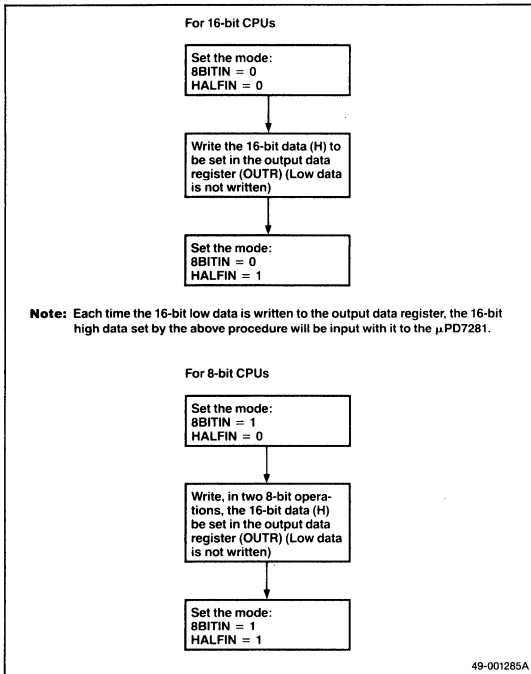 For 16-bit CPUs
Set the mode:
8BITIN = 0
HALFIN = 0
Write the 16-bit data (H) to
be set in the output data
register (OUTR) (Low data
is not written)
Set the mode:
8BITIN = 0
HALFIN = 1
Note: Each time the 16-bit low data is written to the output data register, the 16-bit
high data set by the above procedure will be input with it to the µPD7281.
For 8-bit CPUs
Set the mode:
8BITIN = 1
HALFIN = 0
Write, in two 8-bit opera-
tions, the 16-bit data (H)
be set in the output data
register (OUTR) (Low data
is not written)
Set the mode:
8BITIN = 1
HALFIN = 1
49-001285A